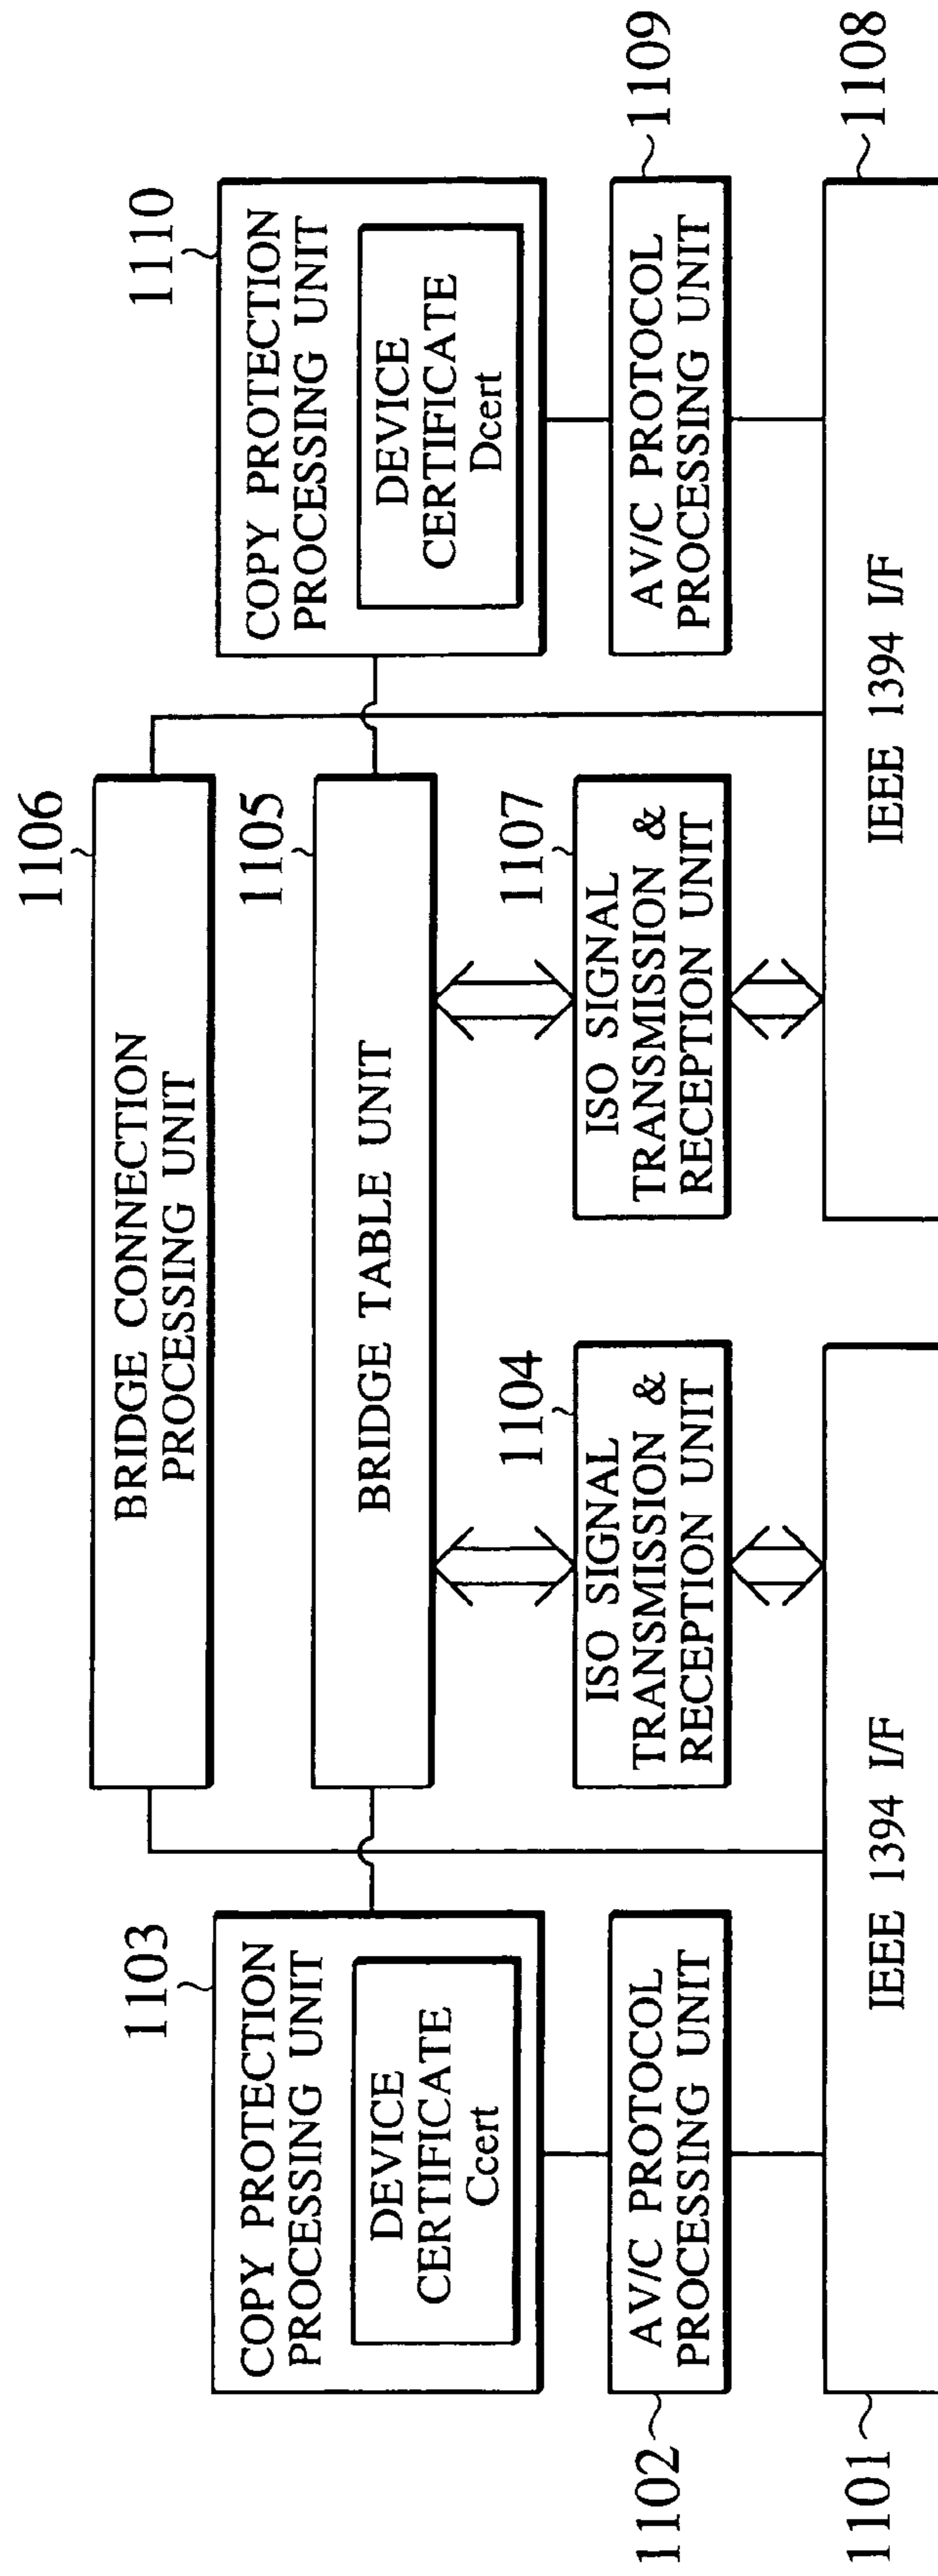 1106
BRIDGE CONNECTION
PROCESSING UNIT
1103
COPY PROTECTION
PROCESSING UNIT
DEVICE
CERTIFICATE
Ccert
1105
BRIDGE TABLE UNIT
1110
COPY PROTECTION
PROCESSING UNIT
DEVICE
CERTIFICATE
Dcert
1102
AV/C PROTOCOL
PROCESSING UNIT
1104
ISO SIGNAL
TRANSMISSION &
RECEPTION UNIT
1107
ISO SIGNAL
TRANSMISSION &
RECEPTION UNIT
AV/C PROTOCOL
PROCESSING UNIT
1109
1101
IEEE 1394 I/F
IEEE 1394 I/F
1108